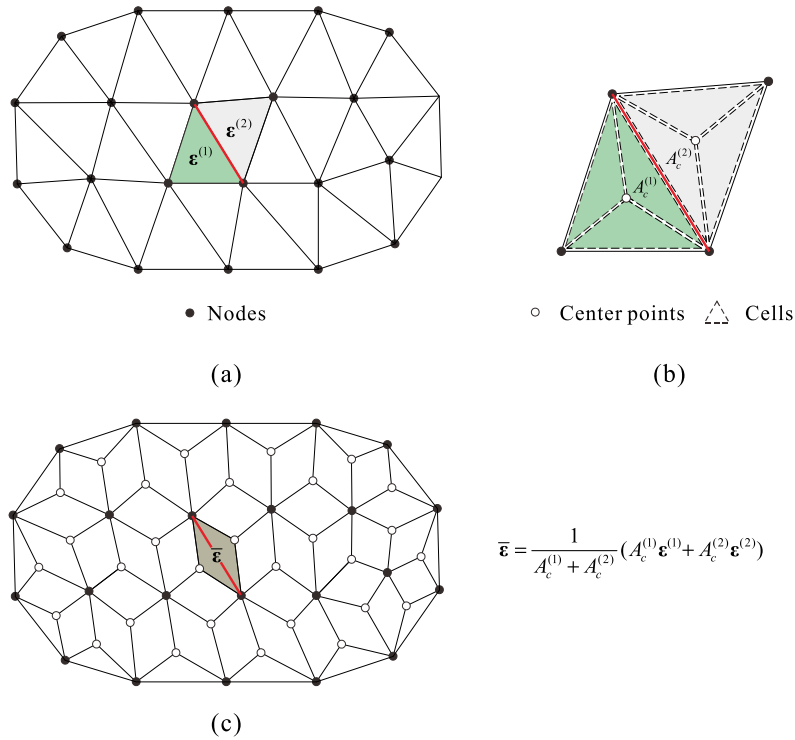 ε^(1)
ε^(2)
A_c^(2)
A_c^(1)
Nodes
Center points
Cells
(a)
(b)
ε̅
ε̅ = 1 / (A_c^(1) + A_c^(2)) (A_c^(1) ε^(1) + A_c^(2) ε^(2))
(c)